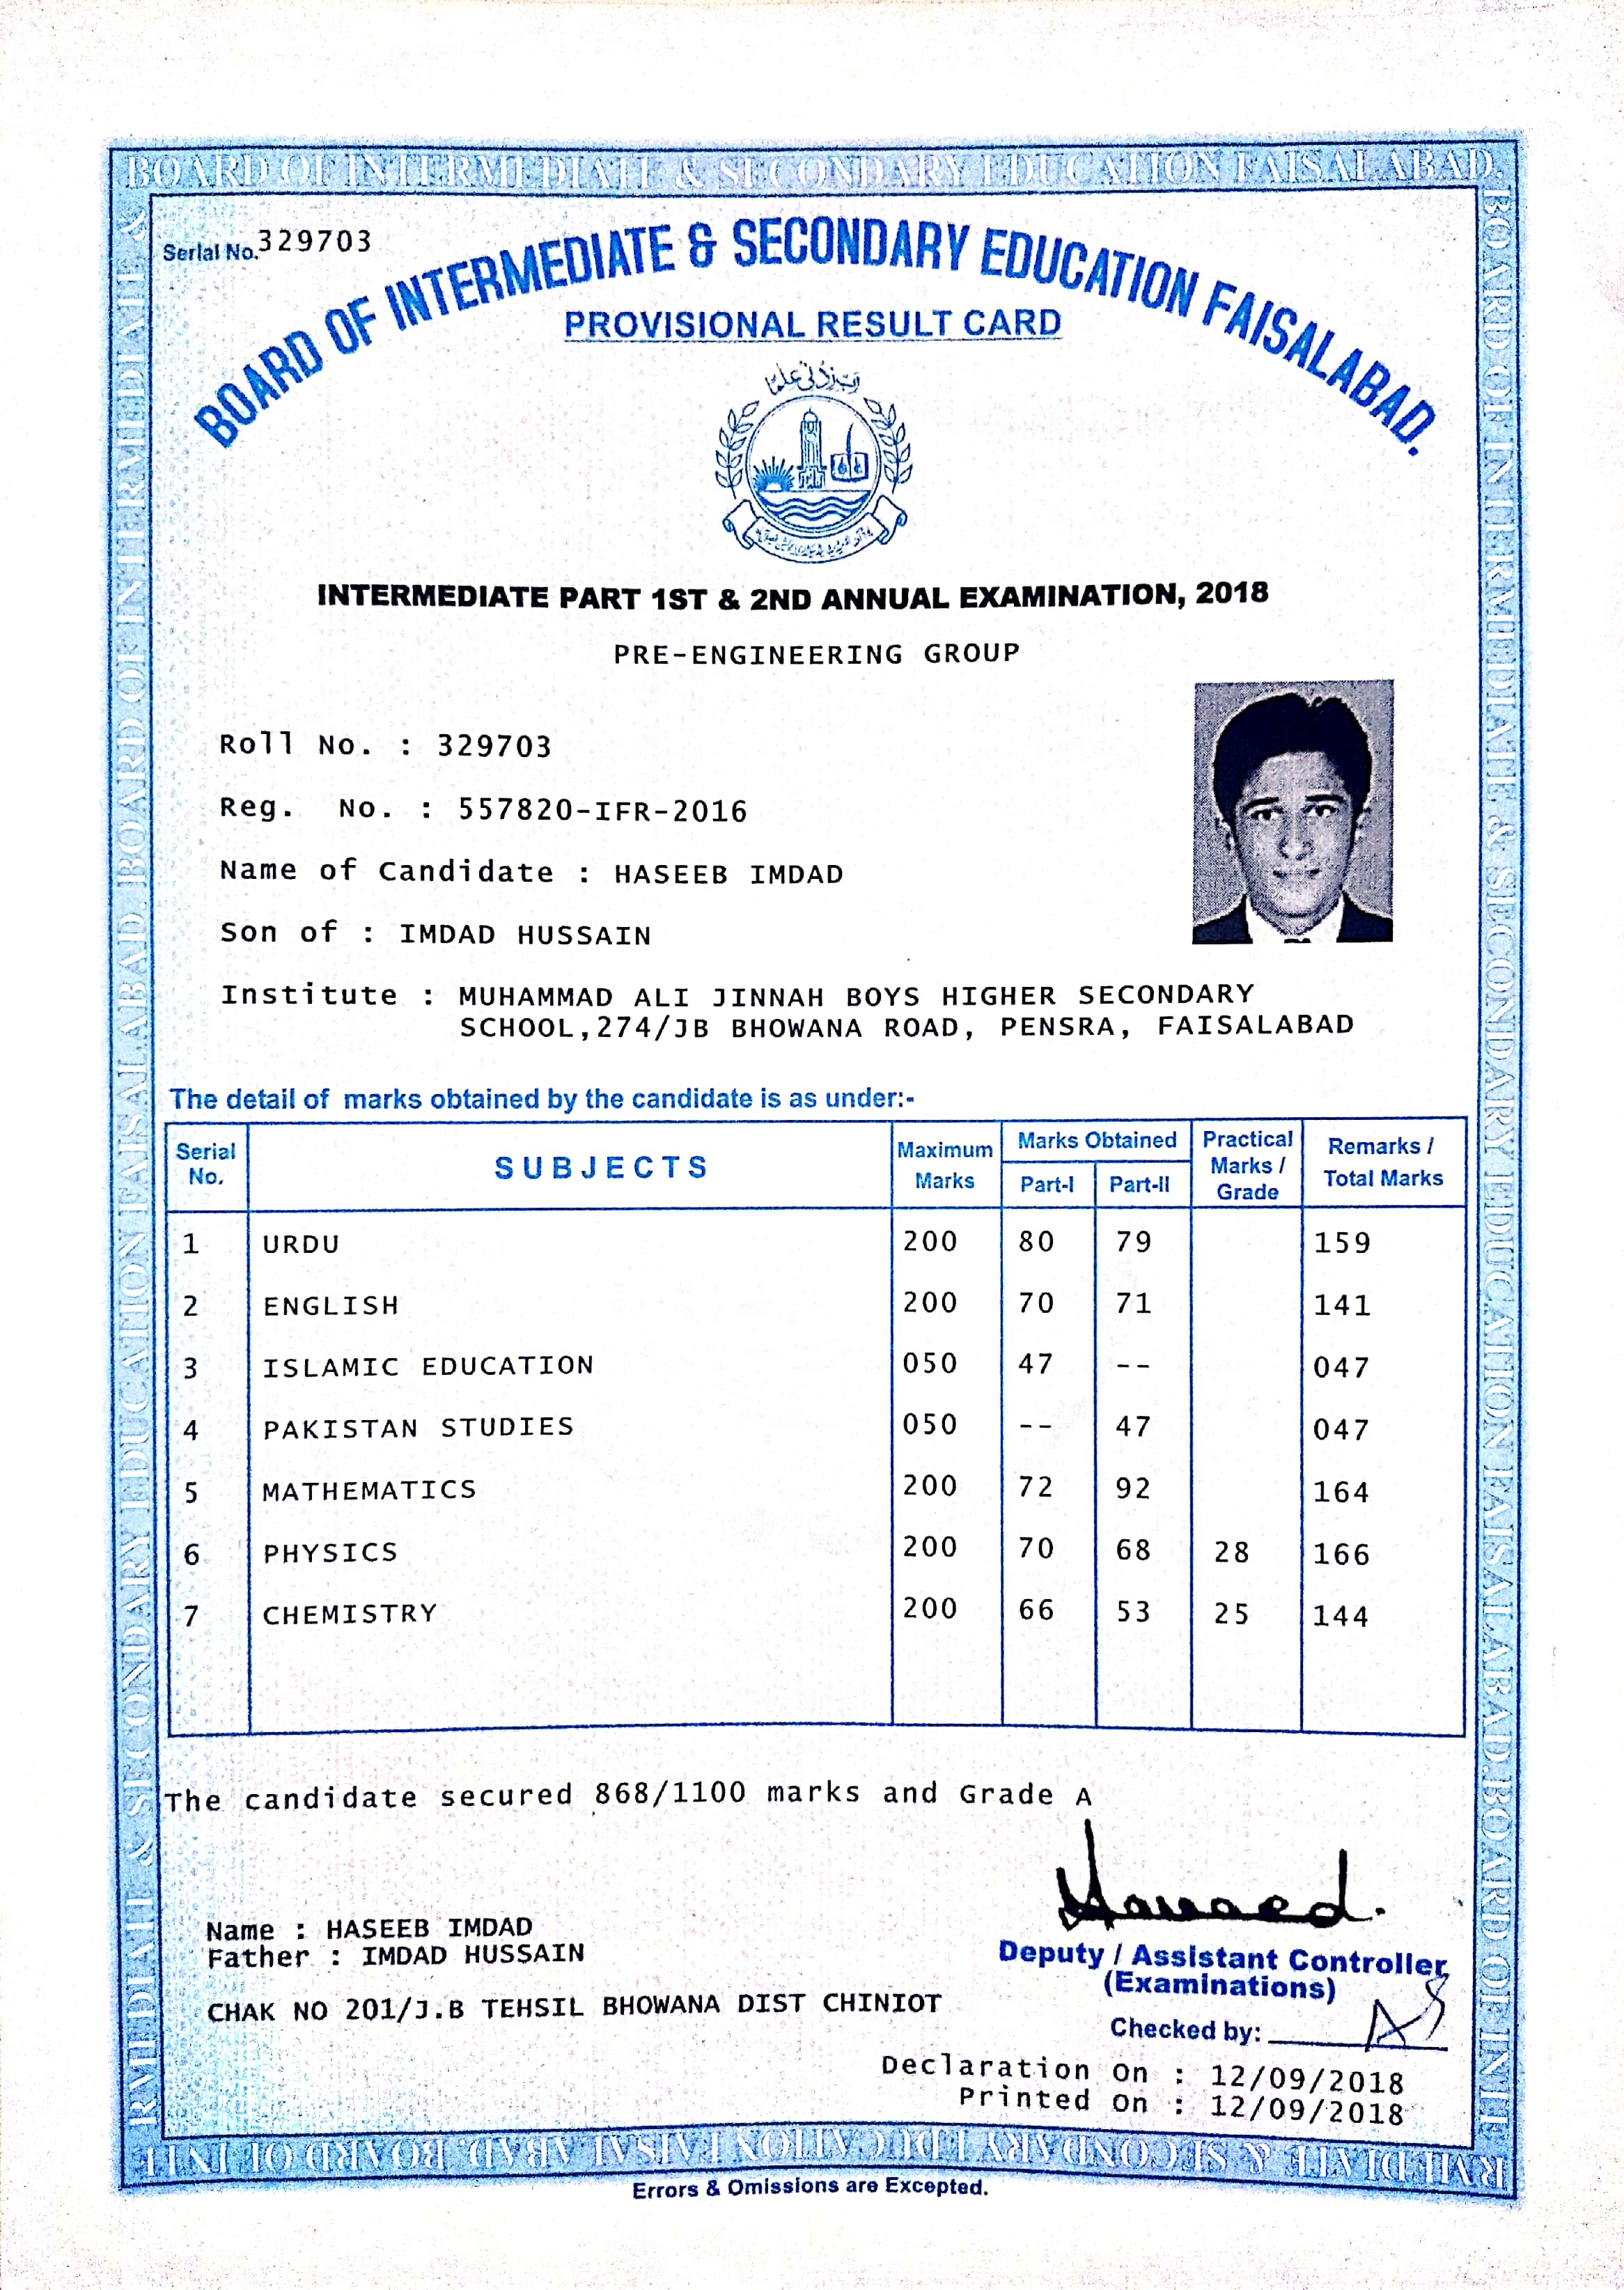 BOARD OF INTERMEDIATE & SECONDARY EDUCATION FAISALABAD.
Serial No. 329703
BOARD OF INTERMEDIATE & SECONDARY EDUCATION FAISALABAD.
PROVISIONAL RESULT CARD
رب زدنی علما
INTERMEDIATE PART 1ST & 2ND ANNUAL EXAMINATION, 2018
PRE-ENGINEERING GROUP
Roll No. : 329703
Reg. No. : 557820-IFR-2016
Name of Candidate : HASEEB IMDAD
Son of : IMDAD HUSSAIN
Institute : MUHAMMAD ALI JINNAH BOYS HIGHER SECONDARY
SCHOOL,274/JB BHOWANA ROAD, PENSRA, FAISALABAD
The detail of marks obtained by the candidate is as under:-
Serial No. SUBJECTS Maximum Marks Marks Obtained Part-I Part-II Practical Marks / Grade Remarks / Total Marks
1 URDU 200 80 79 159
2 ENGLISH 200 70 71 141
3 ISLAMIC EDUCATION 050 47 -- 047
4 PAKISTAN STUDIES 050 -- 47 047
5 MATHEMATICS 200 72 92 164
6 PHYSICS 200 70 68 28 166
7 CHEMISTRY 200 66 53 25 144
The candidate secured 868/1100 marks and Grade A
Name : HASEEB IMDAD
Father : IMDAD HUSSAIN
CHAK NO 201/J.B TEHSIL BHOWANA DIST CHINIOT
Deputy / Assistant Controller
(Examinations)
Checked by:
Declaration On : 12/09/2018
Printed On : 12/09/2018
Errors & Omissions are Excepted.